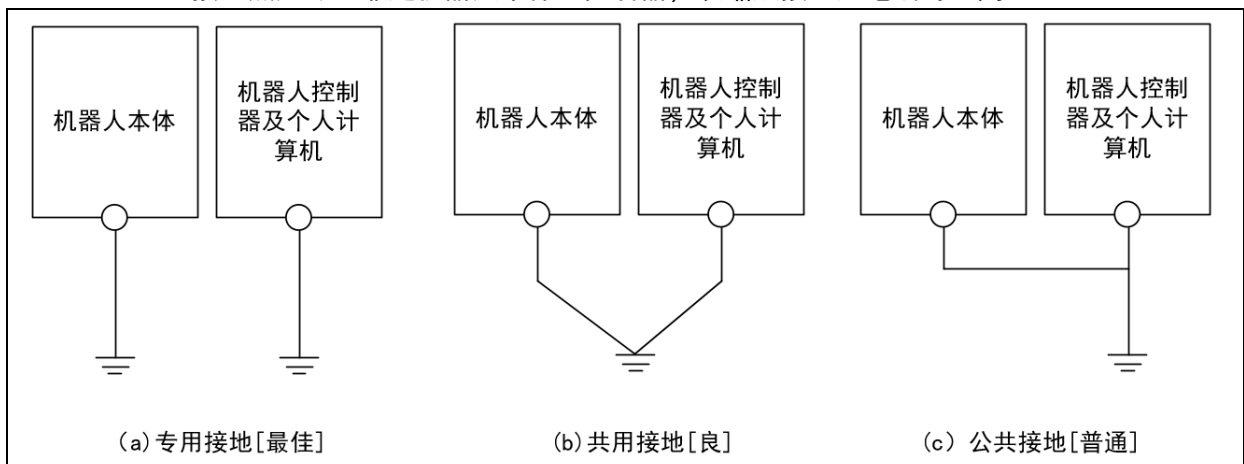 机器人本体
机器人控制
器及个人计
算机
机器人本体
机器人控制
器及个人计
算机
机器人本体
机器人控制
器及个人计
算机
(a)专用接地[最佳]
(b)共用接地[良]
(c) 公共接地[普通]